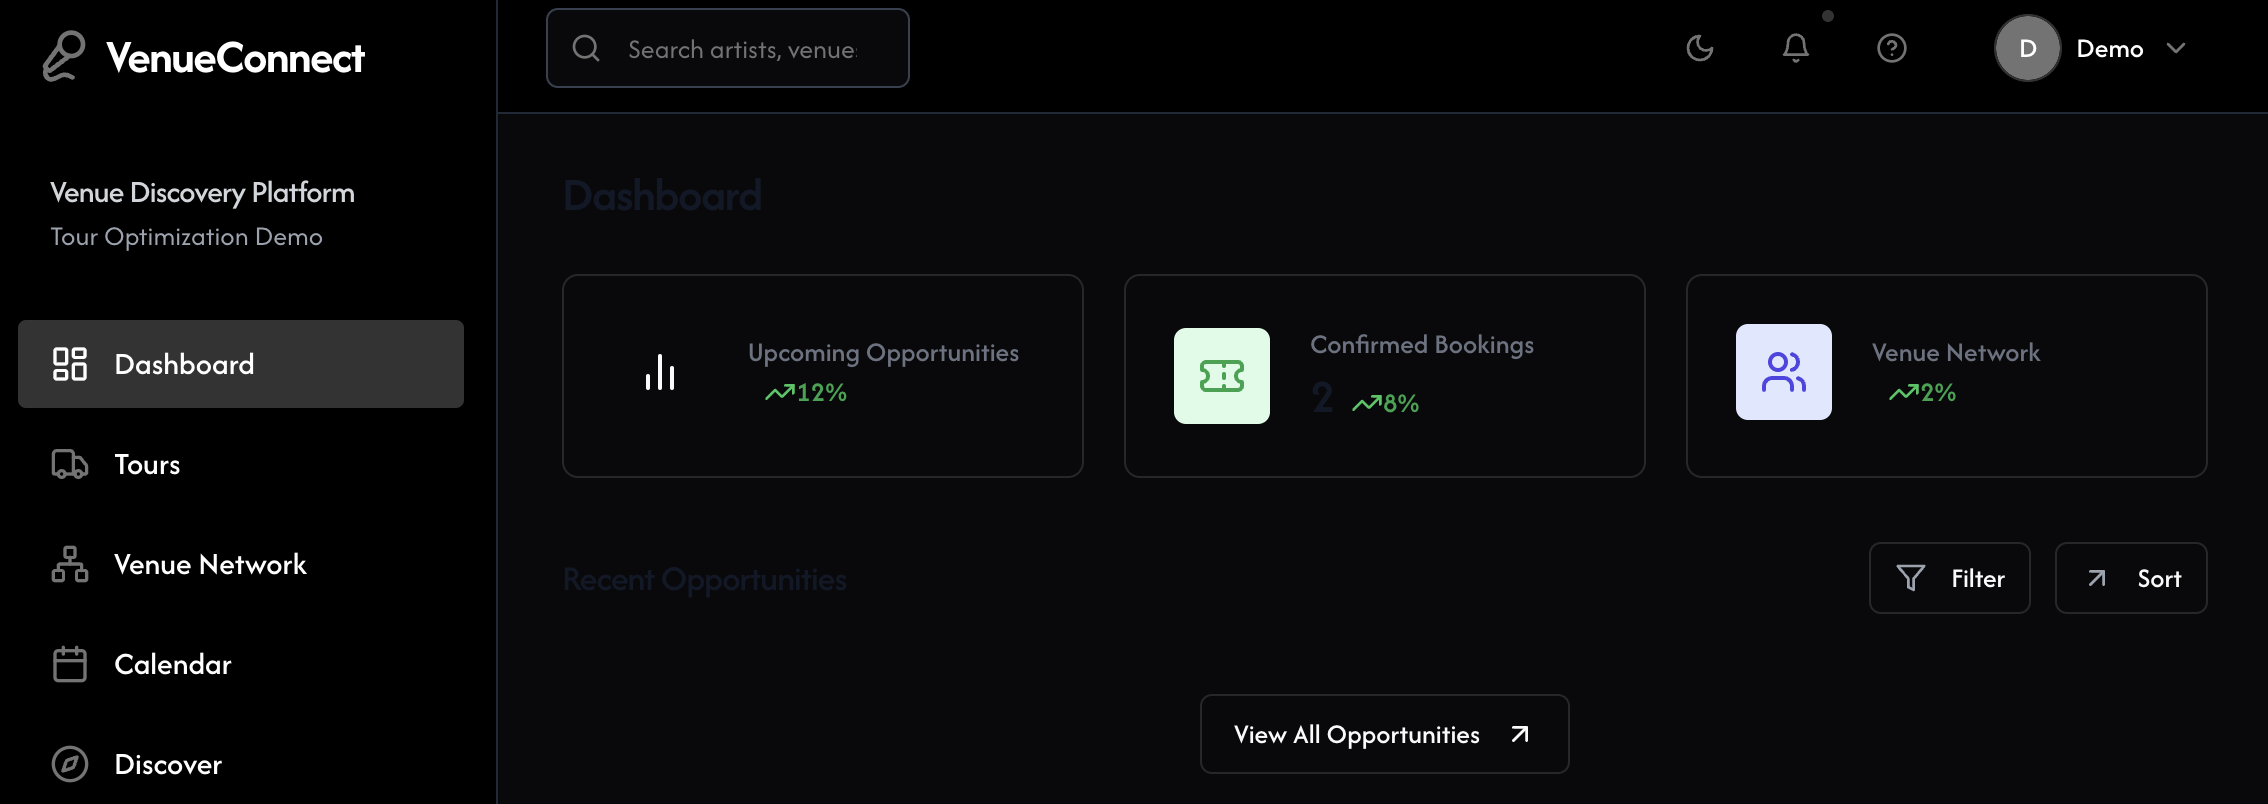 VenueConnect
Search artists, venue
D
Demo
Venue Discovery Platform
Tour Optimization Demo
Dashboard
Tours
Venue Network
Calendar
Discover
Dashboard
Upcoming Opportunities
12%
Confirmed Bookings
2
8%
Venue Network
2%
Recent Opportunities
Filter
Sort
View All Opportunities